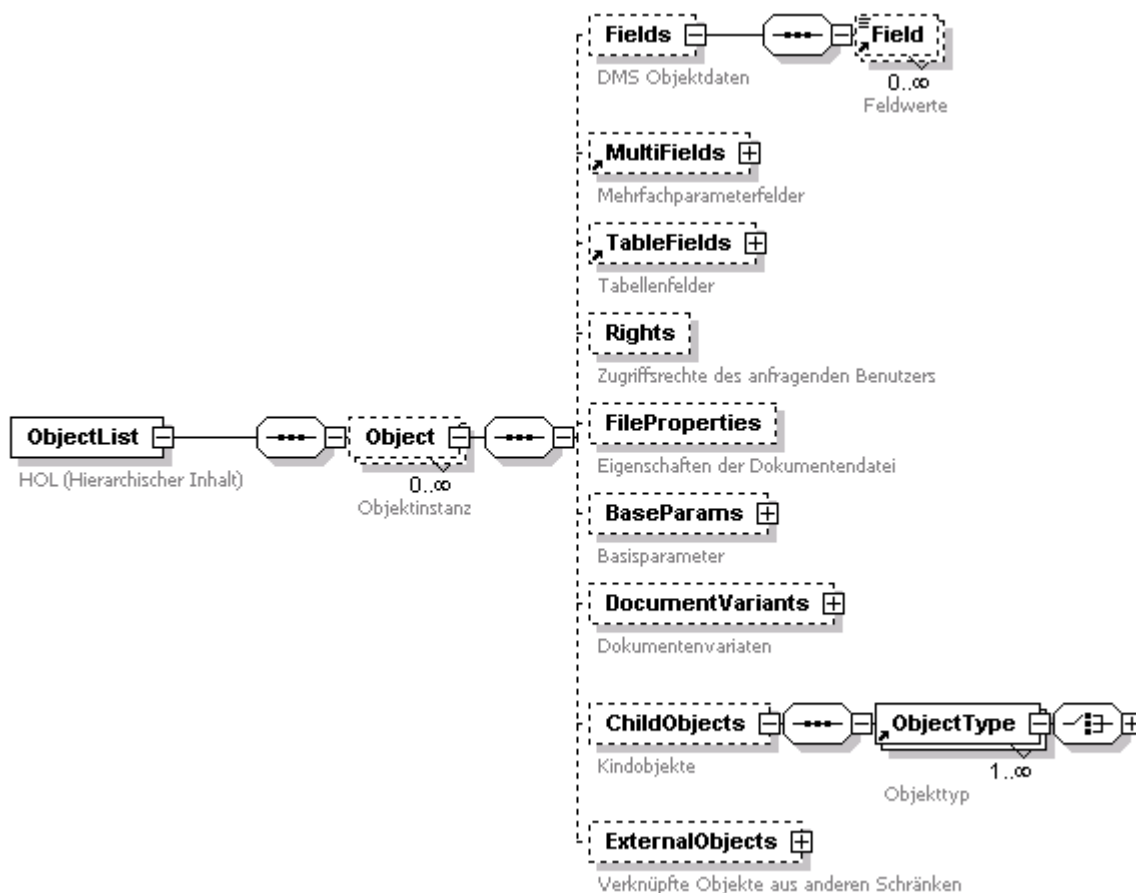 Fields
Field
DMS Objektdaten
0..∞
Feldwerte
MultiFields
Mehrfachparameterfelder
TableFields
Tabellenfelder
Rights
Zugriffsrechte des anfragenden Benutzers
ObjectList
HOL (Hierarchischer Inhalt)
Object
0..∞
Objektinstanz
FileProperties
Eigenschaften der Dokumentendatei
BaseParams
Basisparameter
DocumentVariants
Dokumentenvariaten
ChildObjects
Kindobjekte
ObjectType
1..∞
Objekttyp
ExternalObjects
Verknüpfte Objekte aus anderen Schränken